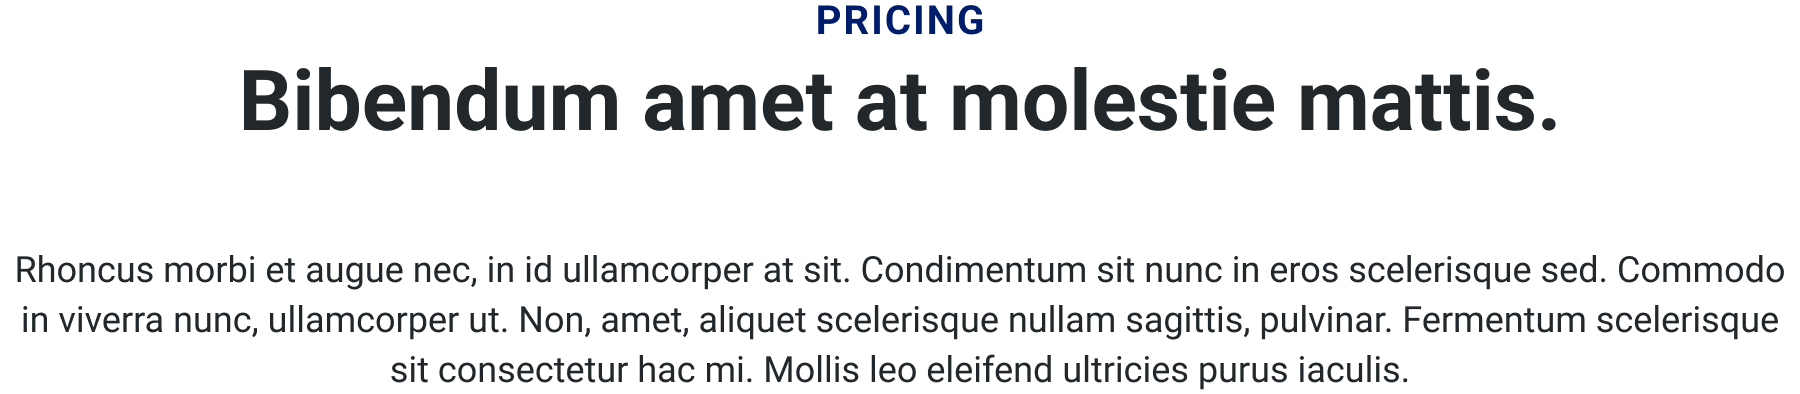 PRICING
Bibendum amet at molestie mattis.
Rhoncus morbi et augue nec, in id ullamcorper at sit. Condimentum sit nunc in eros scelerisque sed. Commodo
in viverra nunc, ullamcorper ut. Non, amet, aliquet scelerisque nullam sagittis, pulvinar. Fermentum scelerisque
sit consectetur hac mi. Mollis leo eleifend ultricies purus iaculis.